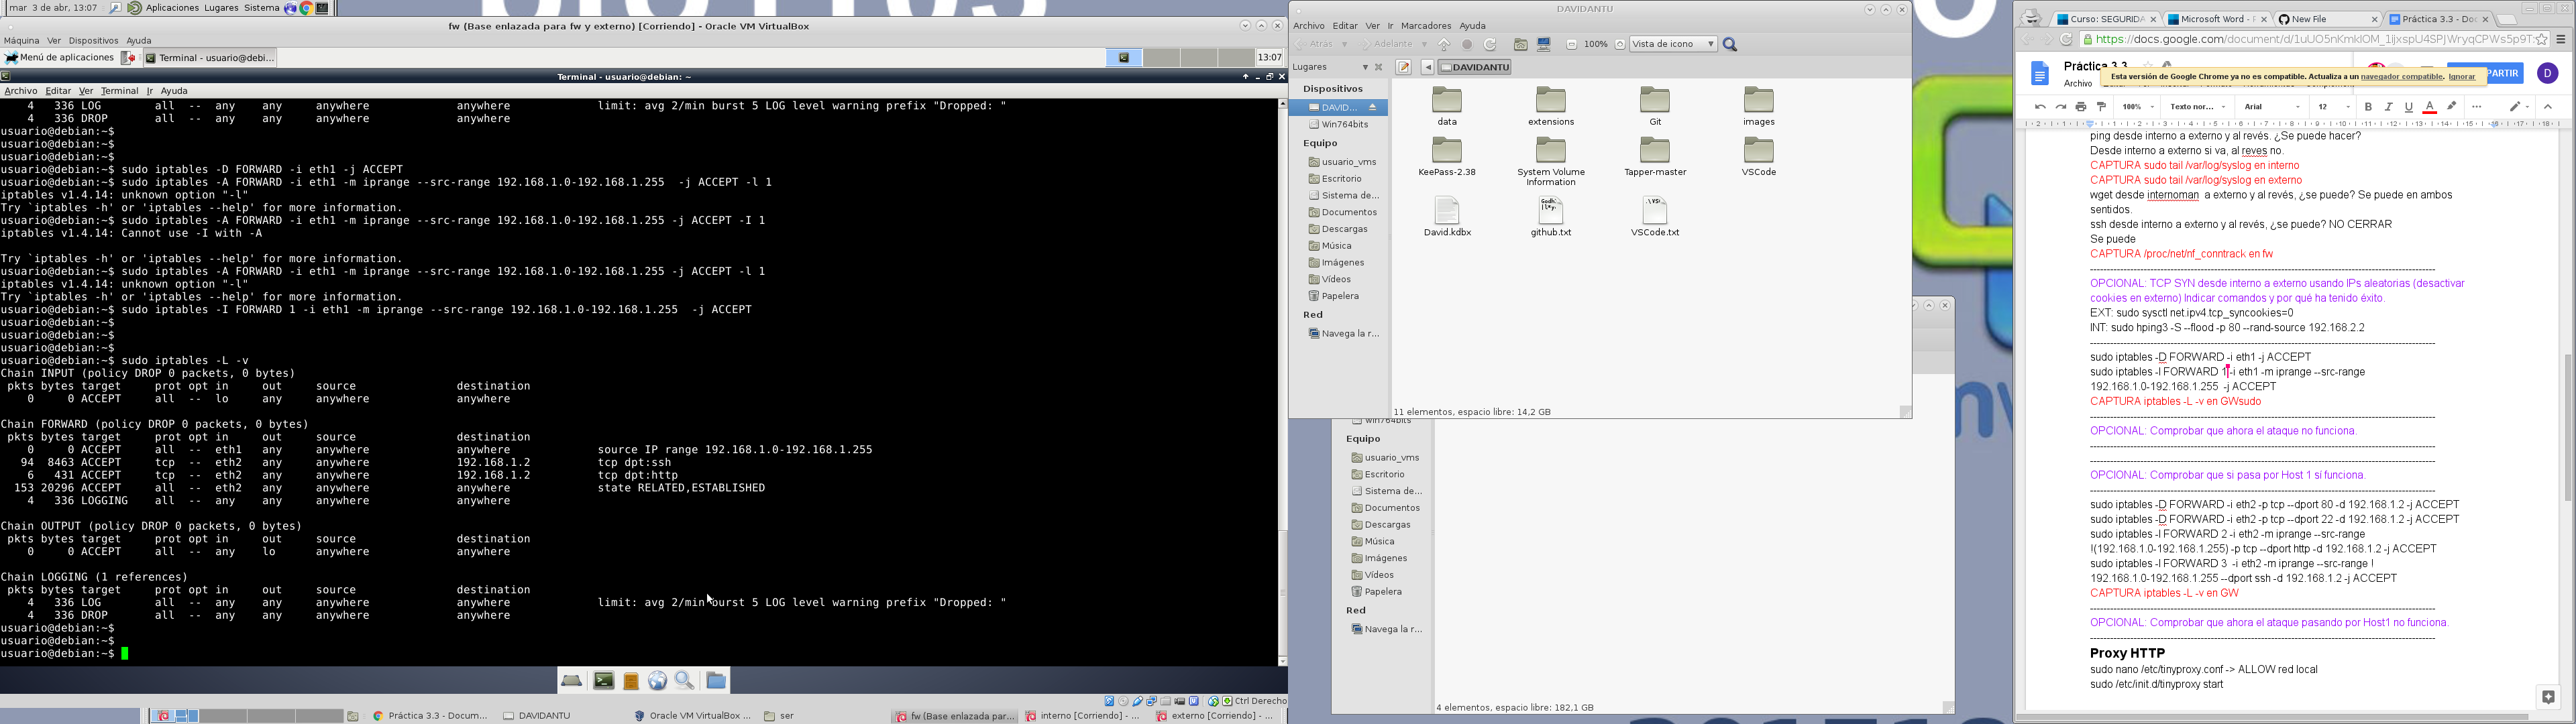 mar 3 de abr, 13:07 Aplicaciones Lugares Sistema
fw (Base enlazada para fw y externo) [Corriendo] - Oracle VM VirtualBox
Máquina Ver Dispositivos Ayuda
Menú de aplicaciones Terminal - usuario@debi... 13:07
Terminal - usuario@debian: ~
Archivo Editar Ver Terminal Ir Ayuda
4 336 LOG all -- any any anywhere anywhere limit: avg 2/min burst 5 LOG level warning prefix "Dropped: "
4 336 DROP all -- any any anywhere anywhere
usuario@debian:~$
usuario@debian:~$
usuario@debian:~$
usuario@debian:~$ sudo iptables -D FORWARD -i eth1 -j ACCEPT
usuario@debian:~$ sudo iptables -A FORWARD -i eth1 -m iprange --src-range 192.168.1.0-192.168.1.255  -j ACCEPT -l 1
iptables v1.4.14: unknown option "-l"
Try `iptables -h' or 'iptables --help' for more information.
usuario@debian:~$ sudo iptables -A FORWARD -i eth1 -m iprange --src-range 192.168.1.0-192.168.1.255 -j ACCEPT -I 1
iptables v1.4.14: Cannot use -I with -A
Try `iptables -h' or 'iptables --help' for more information.
usuario@debian:~$ sudo iptables -A FORWARD -i eth1 -m iprange --src-range 192.168.1.0-192.168.1.255 -j ACCEPT -l 1
iptables v1.4.14: unknown option "-l"
Try `iptables -h' or 'iptables --help' for more information.
usuario@debian:~$ sudo iptables -I FORWARD 1 -i eth1 -m iprange --src-range 192.168.1.0-192.168.1.255  -j ACCEPT
usuario@debian:~$
usuario@debian:~$
usuario@debian:~$
usuario@debian:~$ sudo iptables -L -v
Chain INPUT (policy DROP 0 packets, 0 bytes)
pkts bytes target prot opt in out source destination
0 0 ACCEPT all -- lo any anywhere anywhere
Chain FORWARD (policy DROP 0 packets, 0 bytes)
pkts bytes target prot opt in out source destination
0 0 ACCEPT all -- eth1 any anywhere anywhere source IP range 192.168.1.0-192.168.1.255
94 8463 ACCEPT tcp -- eth2 any anywhere 192.168.1.2 tcp dpt:ssh
6 431 ACCEPT tcp -- eth2 any anywhere 192.168.1.2 tcp dpt:http
153 20296 ACCEPT all -- eth2 any anywhere anywhere state RELATED,ESTABLISHED
4 336 LOGGING all -- any any anywhere anywhere
Chain OUTPUT (policy DROP 0 packets, 0 bytes)
pkts bytes target prot opt in out source destination
0 0 ACCEPT all -- any lo anywhere anywhere
Chain LOGGING (1 references)
pkts bytes target prot opt in out source destination
4 336 LOG all -- any any anywhere anywhere limit: avg 2/min burst 5 LOG level warning prefix "Dropped: "
4 336 DROP all -- any any anywhere anywhere
usuario@debian:~$
usuario@debian:~$
usuario@debian:~$
Ctrl Derecho
Práctica 3.3 - Docum... DAVIDANTU Oracle VM VirtualBox ... ser fw (Base enlazada par... interno [Corriendo] - ... externo [Corriendo] - ...
DAVIDANTU
Archivo Editar Ver Ir Marcadores Ayuda
Atrás Adelante 100% Vista de icono
Lugares DAVIDANTU
Dispositivos
DAVID...
Win764bits
Equipo
usuario_vms
Escritorio
Sistema de...
Documentos
Descargas
Música
Imágenes
Vídeos
Papelera
Red
Navega la r...
data extensions Git images
KeePass-2.38 System Volume Information Tapper-master VSCode
David.kdbx github.txt VSCode.txt
11 elementos, espacio libre: 14,2 GB
Win764bits
Equipo
usuario_vms
Escritorio
Sistema de...
Documentos
Descargas
Música
Imágenes
Vídeos
Papelera
Red
Navega la r...
4 elementos, espacio libre: 182,1 GB
Curso: SEGURIDA Microsoft Word - F New File Práctica 3.3 - Doc
https://docs.google.com/document/d/1uUO5nKmkIOM_1ljxspU4SPJWryqCPWs5p9T
Práctica 3.3
Esta versión de Google Chrome ya no es compatible. Actualiza a un navegador compatible. Ignorar
PARTIR
D
Archivo
100% Texto nor... Arial 12 B I U A
ping desde interno a externo y al revés. ¿Se puede hacer?
Desde interno a externo si va, al reves no.
CAPTURA sudo tail /var/log/syslog en interno
CAPTURA sudo tail /var/log/syslog en externo
wget desde internoman  a externo y al revés, ¿se puede? Se puede en ambos
sentidos.
ssh desde interno a externo y al revés, ¿se puede? NO CERRAR
Se puede
CAPTURA /proc/net/nf_conntrack en fw
OPCIONAL: TCP SYN desde interno a externo usando IPs aleatorias (desactivar
cookies en externo) Indicar comandos y por qué ha tenido éxito.
EXT: sudo sysctl net.ipv4.tcp_syncookies=0
INT: sudo hping3 -S --flood -p 80 --rand-source 192.168.2.2
sudo iptables -D FORWARD -i eth1 -j ACCEPT
sudo iptables -I FORWARD 1 -i eth1 -m iprange --src-range
192.168.1.0-192.168.1.255  -j ACCEPT
CAPTURA iptables -L -v en GWsudo
OPCIONAL: Comprobar que ahora el ataque no funciona.
OPCIONAL: Comprobar que si pasa por Host 1 sí funciona.
sudo iptables -D FORWARD -i eth2 -p tcp --dport 80 -d 192.168.1.2 -j ACCEPT
sudo iptables -D FORWARD -i eth2 -p tcp --dport 22 -d 192.168.1.2 -j ACCEPT
sudo iptables -I FORWARD 2 -i eth2 -m iprange --src-range
!(192.168.1.0-192.168.1.255) -p tcp --dport http -d 192.168.1.2 -j ACCEPT
sudo iptables -I FORWARD 3  -i eth2 -m iprange --src-range !
192.168.1.0-192.168.1.255 --dport ssh -d 192.168.1.2 -j ACCEPT
CAPTURA iptables -L -v en GW
OPCIONAL: Comprobar que ahora el ataque pasando por Host1 no funciona.
Proxy HTTP
sudo nano /etc/tinyproxy.conf -> ALLOW red local
sudo /etc/init.d/tinyproxy start